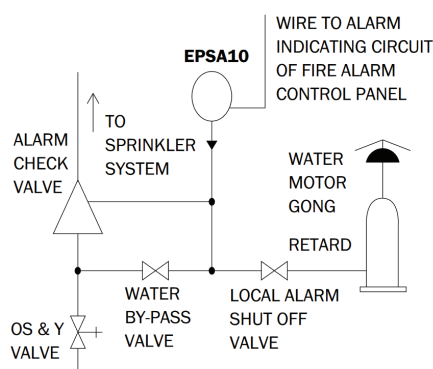 WIRE TO ALARM
INDICATING CIRCUIT
OF FIRE ALARM
CONTROL PANEL
EPSA10
TO
SPRINKLER
SYSTEM
ALARM
CHECK
VALVE
WATER
MOTOR
GONG
RETARD
WATER
BY-PASS
VALVE
LOCAL ALARM
SHUT OFF
VALVE
OS & Y
VALVE